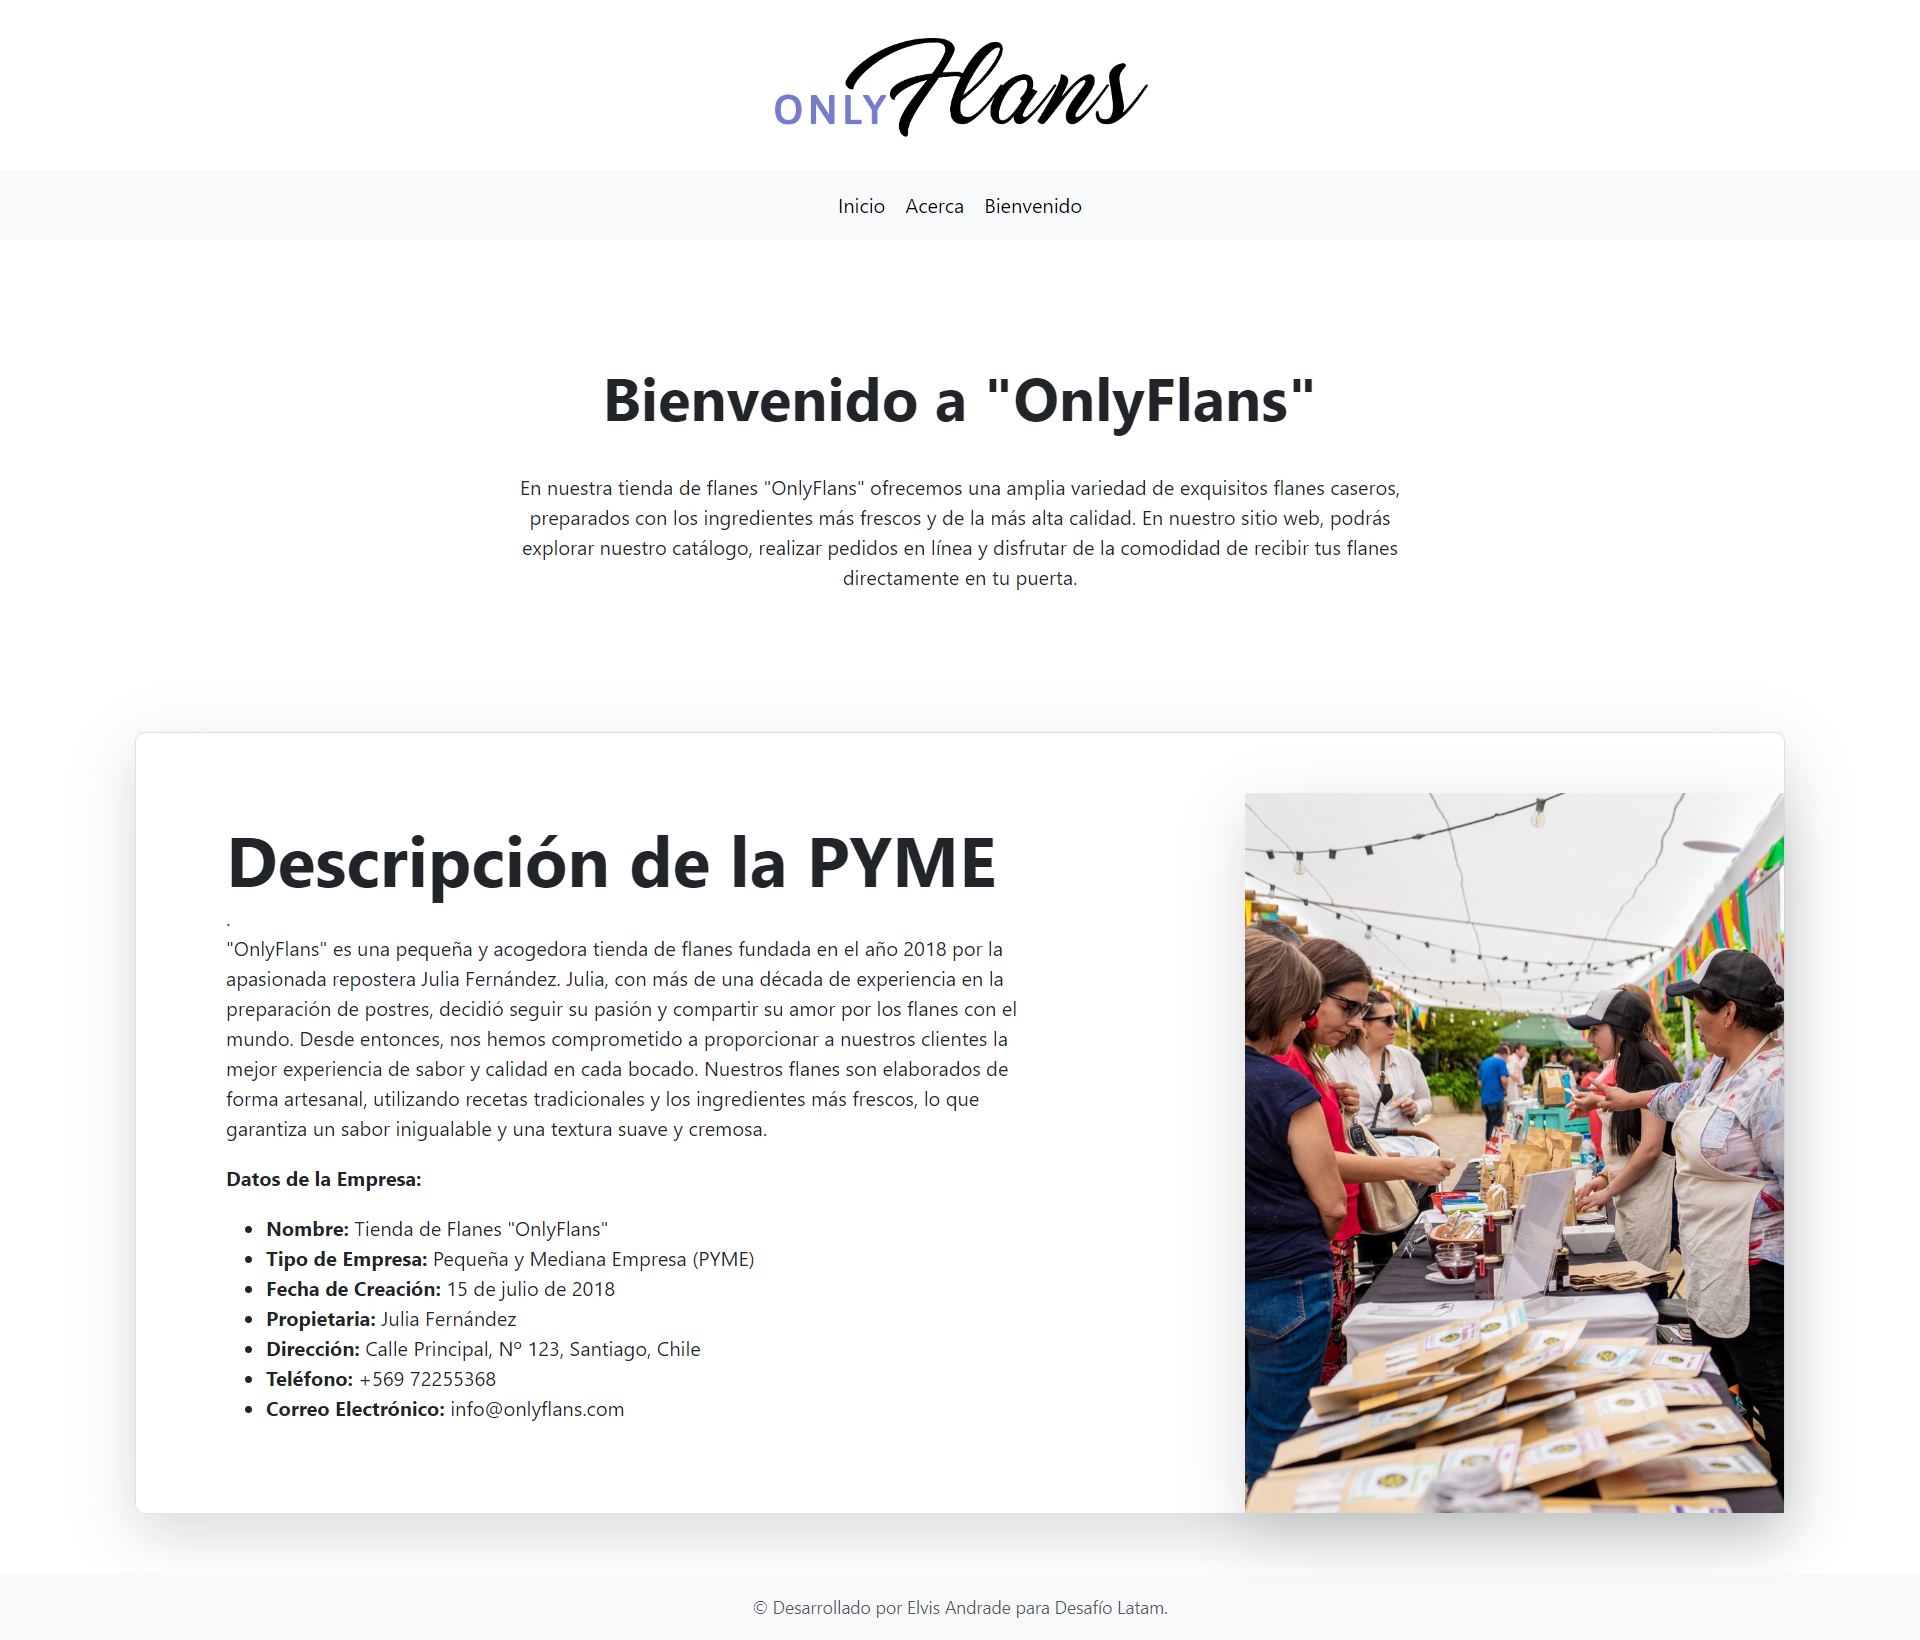 ONLY Flans
Inicio Acerca Bienvenido
Bienvenido a "OnlyFlans"
En nuestra tienda de flanes "OnlyFlans" ofrecemos una amplia variedad de exquisitos flanes caseros,
preparados con los ingredientes más frescos y de la más alta calidad. En nuestro sitio web, podrás
explorar nuestro catálogo, realizar pedidos en línea y disfrutar de la comodidad de recibir tus flanes
directamente en tu puerta.
Descripción de la PYME
.
"OnlyFlans" es una pequeña y acogedora tienda de flanes fundada en el año 2018 por la
apasionada repostera Julia Fernández. Julia, con más de una década de experiencia en la
preparación de postres, decidió seguir su pasión y compartir su amor por los flanes con el
mundo. Desde entonces, nos hemos comprometido a proporcionar a nuestros clientes la
mejor experiencia de sabor y calidad en cada bocado. Nuestros flanes son elaborados de
forma artesanal, utilizando recetas tradicionales y los ingredientes más frescos, lo que
garantiza un sabor inigualable y una textura suave y cremosa.
Datos de la Empresa:
• Nombre: Tienda de Flanes "OnlyFlans"
• Tipo de Empresa: Pequeña y Mediana Empresa (PYME)
• Fecha de Creación: 15 de julio de 2018
• Propietaria: Julia Fernández
• Dirección: Calle Principal, Nº 123, Santiago, Chile
• Teléfono: +569 72255368
• Correo Electrónico: info@onlyflans.com
© Desarrollado por Elvis Andrade para Desafío Latam.